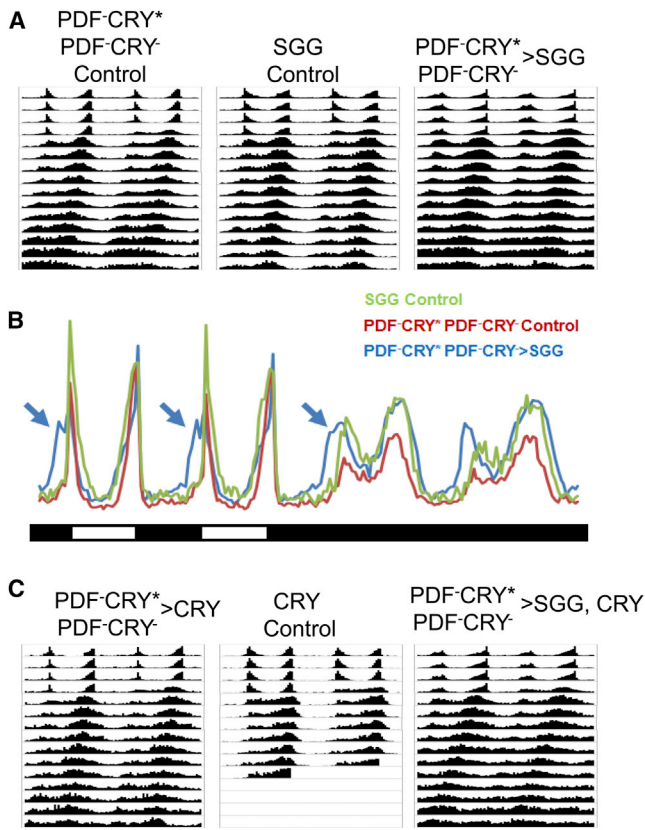 A
PDF-CRY*
PDF-CRY-
Control
SGG
Control
PDF-CRY*
PDF-CRY-
>SGG
B
SGG Control
PDF-CRY* PDF-CRY- Control
PDF-CRY* PDF-CRY->SGG
C
PDF-CRY*
PDF-CRY-
>CRY
CRY
Control
PDF-CRY*
PDF-CRY-
>SGG, CRY